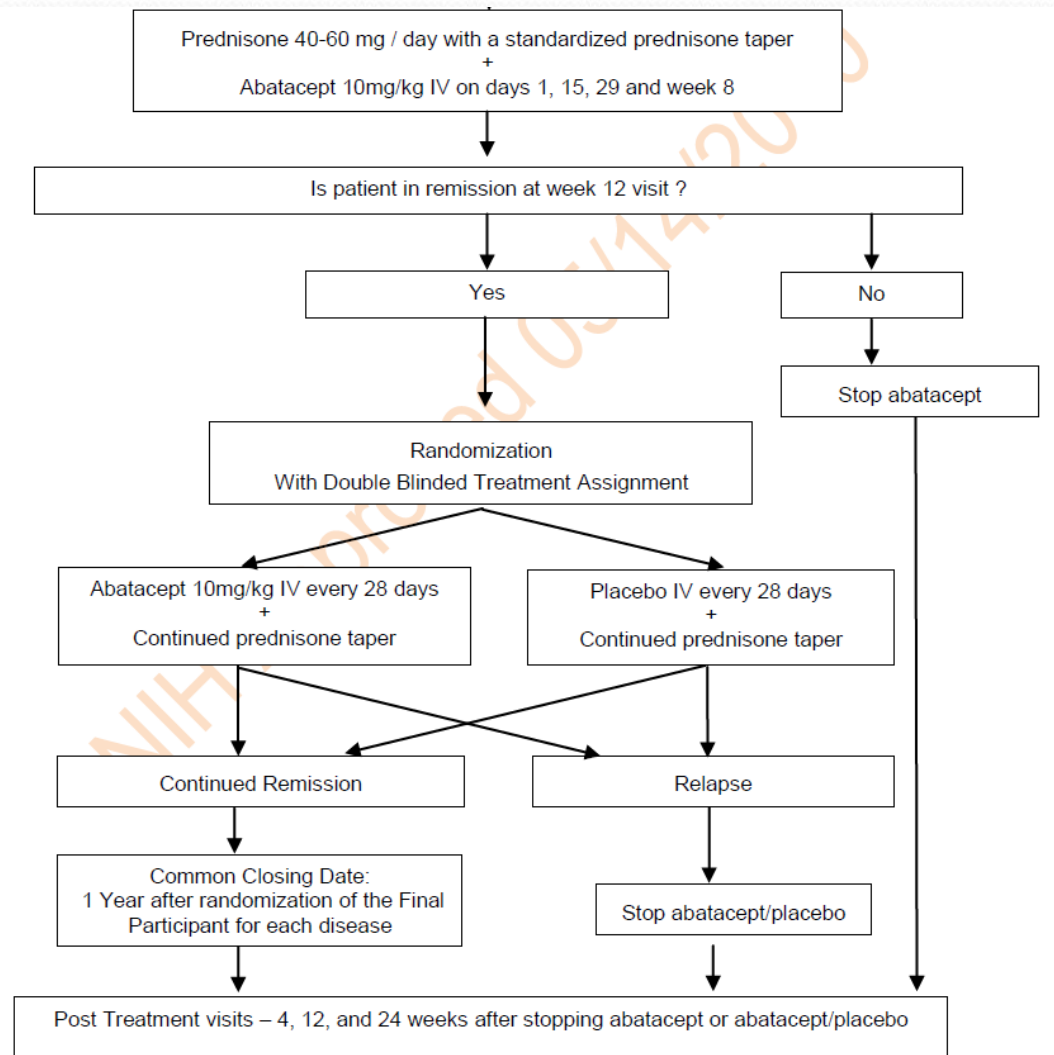 Prednisone 40-60 mg / day with a standardized prednisone taper
+
Abatacept 10mg/kg IV on days 1, 15, 29 and week 8
Is patient in remission at week 12 visit ?
Yes
No
Stop abatacept
Randomization
With Double Blinded Treatment Assignment
Abatacept 10mg/kg IV every 28 days
+
Continued prednisone taper
Placebo IV every 28 days
+
Continued prednisone taper
Continued Remission
Relapse
Common Closing Date:
1 Year after randomization of the Final
Participant for each disease
Stop abatacept/placebo
Post Treatment visits – 4, 12, and 24 weeks after stopping abatacept or abatacept/placebo
NIH